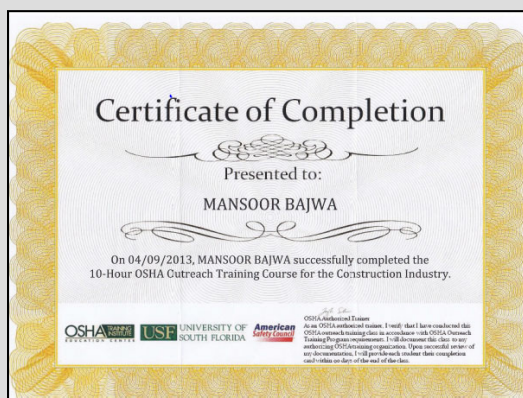 Certificate of Completion
Presented to:
MANSOOR BAJWA
On 04/09/2013, MANSOOR BAJWA successfully completed the
10-Hour OSHA Outreach Training Course for the Construction Industry.
OSHA TRAINING INSTITUTE
EDUCATION CENTER
USF UNIVERSITY OF
SOUTH FLORIDA
American
Safety Council
OSHA Authorized Trainer
As an OSHA authorized trainer, I verify that I have conducted this
OSHA outreach training class in accordance with OSHA Outreach
Training Program requirements. I will document this class to my
authorizing OSHA training organization. Upon successful review of
my documentation, I will provide each student their completion
card within 90 days of the end of the class.